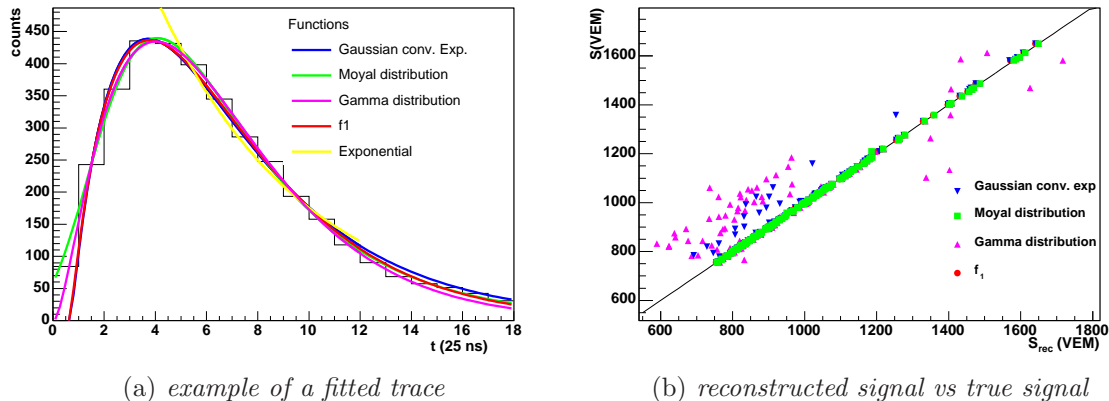 counts
450
400
350
300
250
200
150
100
50
0
Functions
Gaussian conv. Exp.
Moyal distribution
Gamma distribution
f1
Exponential
0 2 4 6 8 10 12 14 16 18
t (25 ns)
(a) example of a fitted trace
S(VEM)
1600
1400
1200
1000
800
600
Gaussian conv. exp
Moyal distribution
Gamma distribution
f1
600 800 1000 1200 1400 1600 1800
Srec (VEM)
(b) reconstructed signal vs true signal